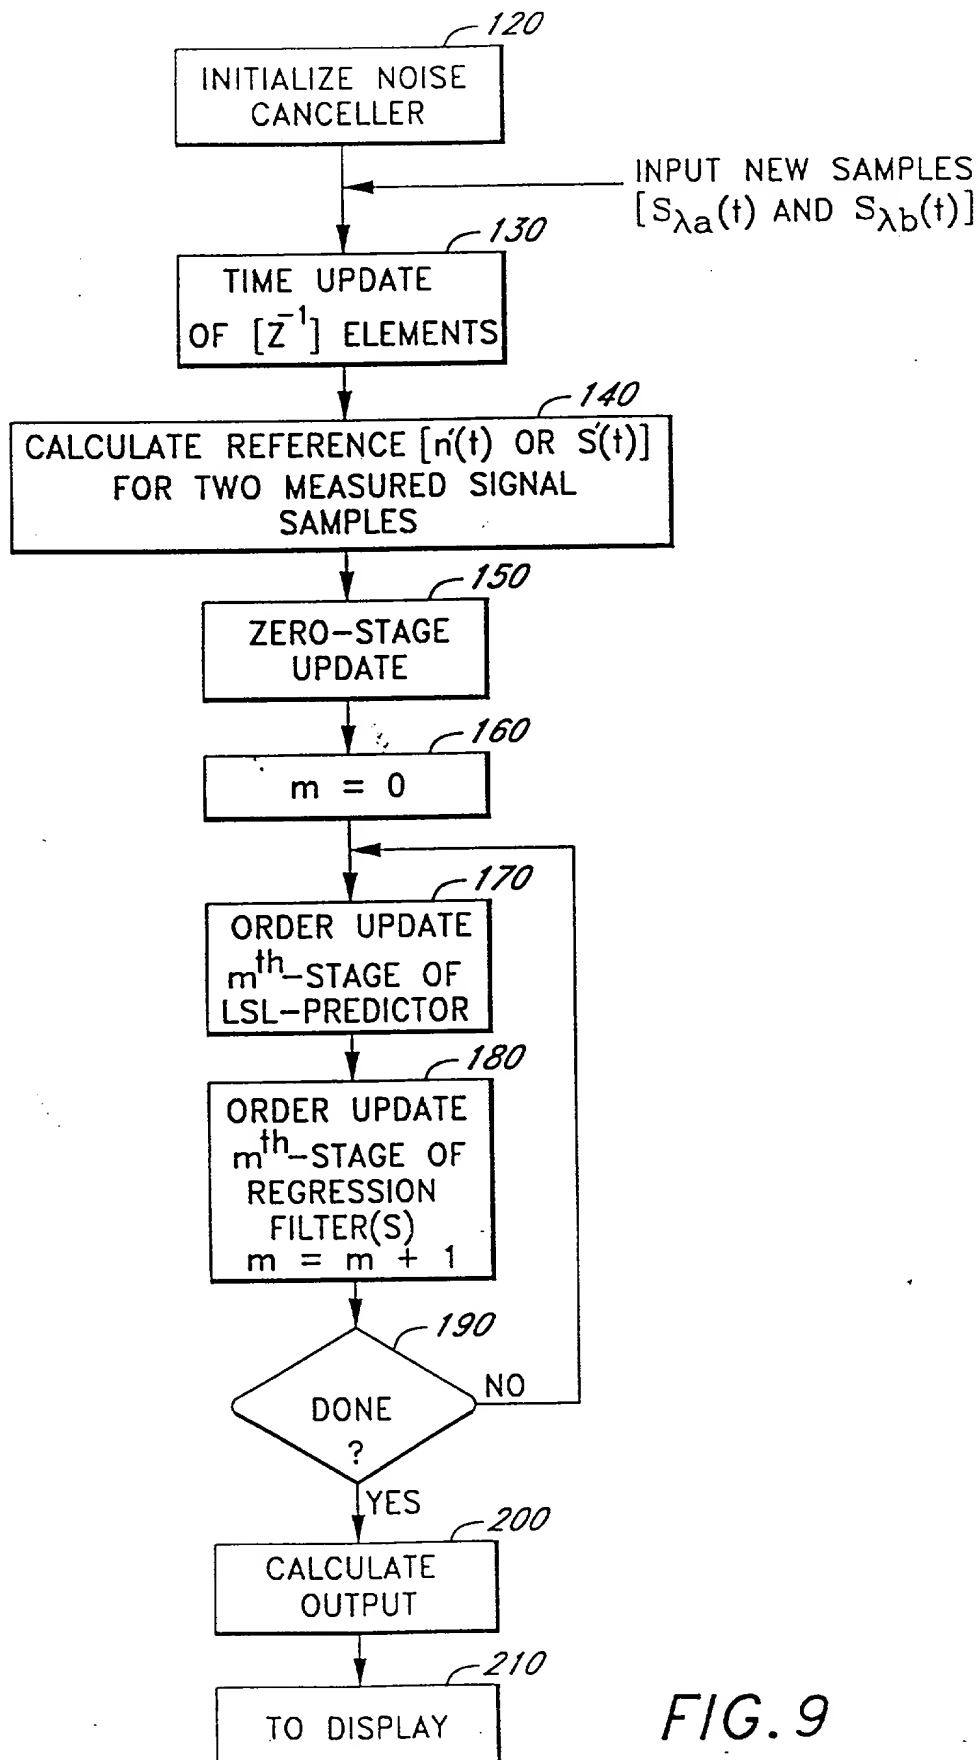 120
INITIALIZE NOISE
CANCELLER
INPUT NEW SAMPLES
[S_λa(t) AND S_λb(t)]
130
TIME UPDATE
OF [Z⁻¹] ELEMENTS
140
CALCULATE REFERENCE [n'(t) OR S'(t)]
FOR TWO MEASURED SIGNAL
SAMPLES
150
ZERO-STAGE
UPDATE
160
m = 0
170
ORDER UPDATE
mᵗʰ-STAGE OF
LSL-PREDICTOR
180
ORDER UPDATE
mᵗʰ-STAGE OF
REGRESSION
FILTER(S)
m = m + 1
190
DONE
?
NO
YES
200
CALCULATE
OUTPUT
210
TO DISPLAY
FIG. 9